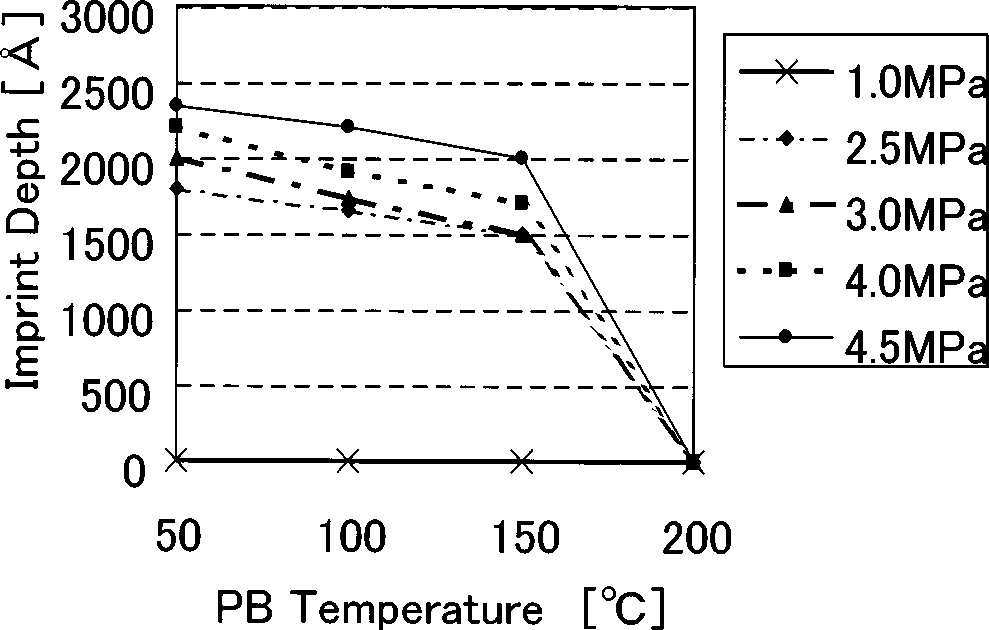 Imprint Depth [Å]
3000
2500
2000
1500
1000
500
0
50 100 150 200
PB Temperature [℃]
1.0MPa
2.5MPa
3.0MPa
4.0MPa
4.5MPa